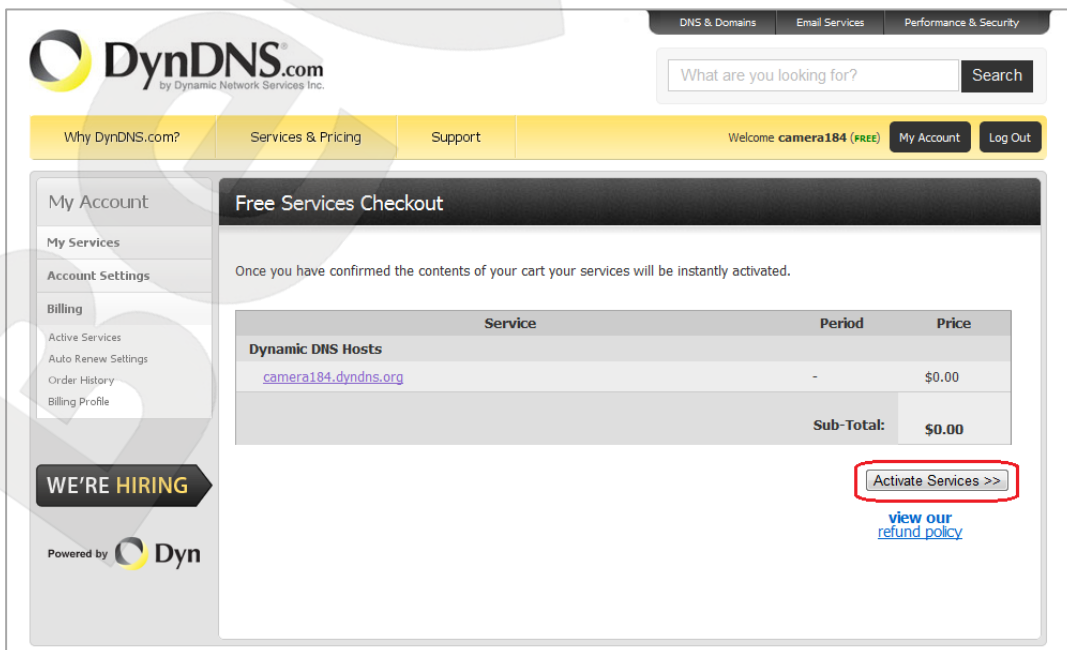 DNS & Domains Email Services Performance & Security
DynDNS.com
by Dynamic Network Services Inc.
What are you looking for? Search
Why DynDNS.com? Services & Pricing Support Welcome camera184 (FREE) My Account Log Out
My Account
My Services
Account Settings
Billing
Active Services
Auto Renew Settings
Order History
Billing Profile
WE'RE HIRING
Powered by Dyn
Free Services Checkout
Once you have confirmed the contents of your cart your services will be instantly activated.
Service Period Price
Dynamic DNS Hosts
camera184.dyndns.org - $0.00
Sub-Total: $0.00
Activate Services >>
view our
refund policy